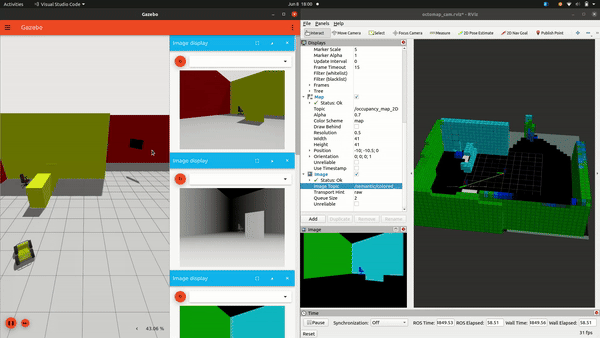 Activities
Visual Studio Code
Jun 6 18:00
Gazebo
Gazebo
Image display
Image display
Image display
43.06 %
octomap_cam.rviz* - RViz
File Panels Help
Interact Move Camera Select Focus Camera Measure 2D Pose Estimate 2D Nav Goal Publish Point
Displays
Marker Scale 5
Marker Alpha 1
Update Interval 0
Frame Timeout 15
Filter (whitelist)
Filter (blacklist)
Frames
Tree
Map
Status: Ok
Topic /occupancy_map_2D
Alpha 0.7
Color Scheme map
Draw Behind
Resolution 0.5
Width 41
Height 41
Position -10; -10.5; 0
Orientation 0; 0; 0; 1
Unreliable
Use Timestamp
Image
Status: Ok
Image Topic /semantic/colored
Transport Hint raw
Queue Size 2
Unreliable
Add Duplicate Remove Rename
Image
Time
Pause Synchronization: Off ROS Time: 1849.53 ROS Elapsed: 58.51 Wall Time: 1849.56 Wall Elapsed: 58.51
Reset 31 fps